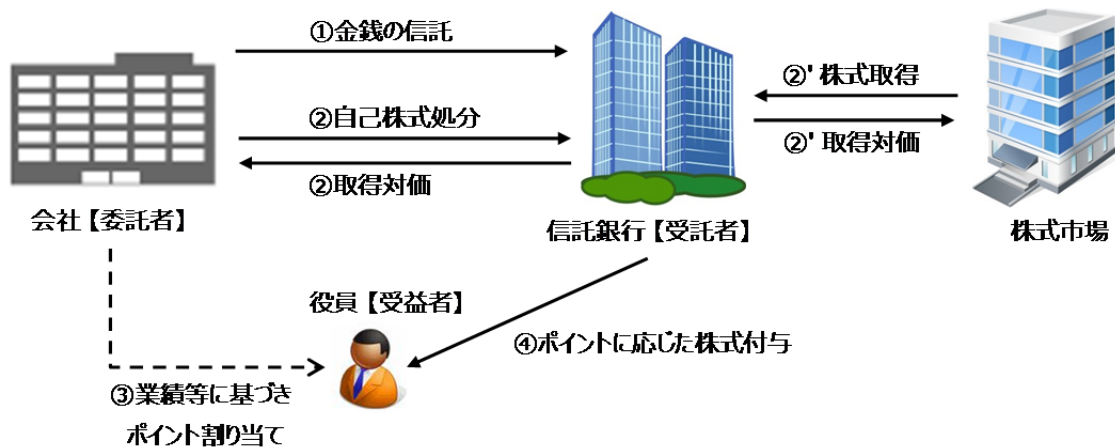 ①金銭の信託
②自己株式処分
②取得対価
②' 株式取得
②' 取得対価
会社【委託者】
信託銀行【受託者】
株式市場
役員【受益者】
④ポイントに応じた株式付与
③業績等に基づき
ポイント割り当て